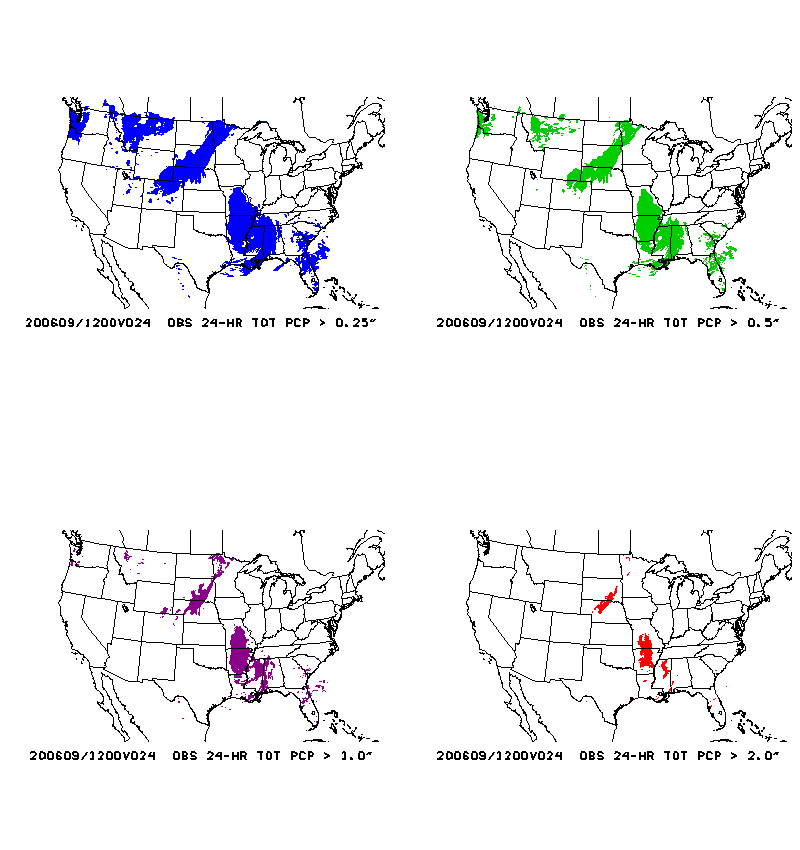 200609/1200V024 OBS 24-HR TOT PCP > 0.25"
200609/1200V024 OBS 24-HR TOT PCP > 0.5"
200609/1200V024 OBS 24-HR TOT PCP > 1.0"
200609/1200V024 OBS 24-HR TOT PCP > 2.0"